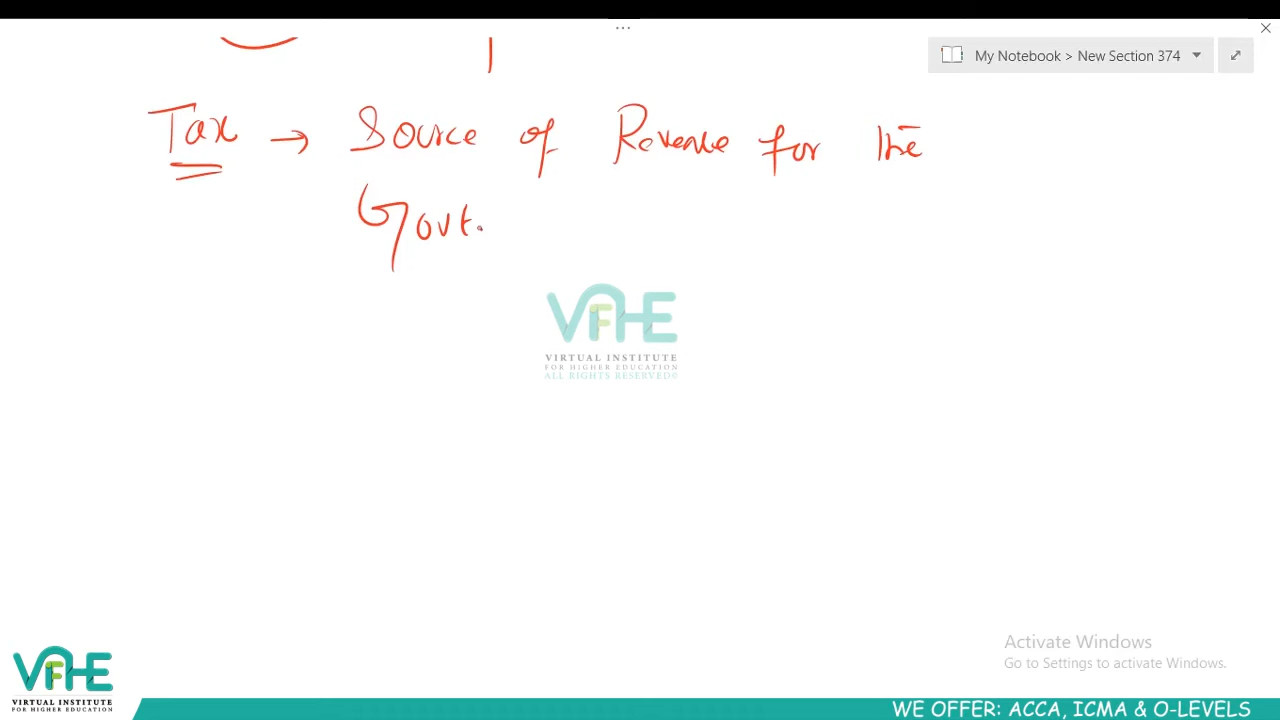 My Notebook > New Section 374
Tax → Source of Revenue for the
Govt.
VFHE
VIRTUAL INSTITUTE
FOR HIGHER EDUCATION
ALL RIGHTS RESERVED®
Activate Windows
Go to Settings to activate Windows.
VFHE
VIRTUAL INSTITUTE
FOR HIGHER EDUCATION
WE OFFER: ACCA, ICMA & O-LEVELS